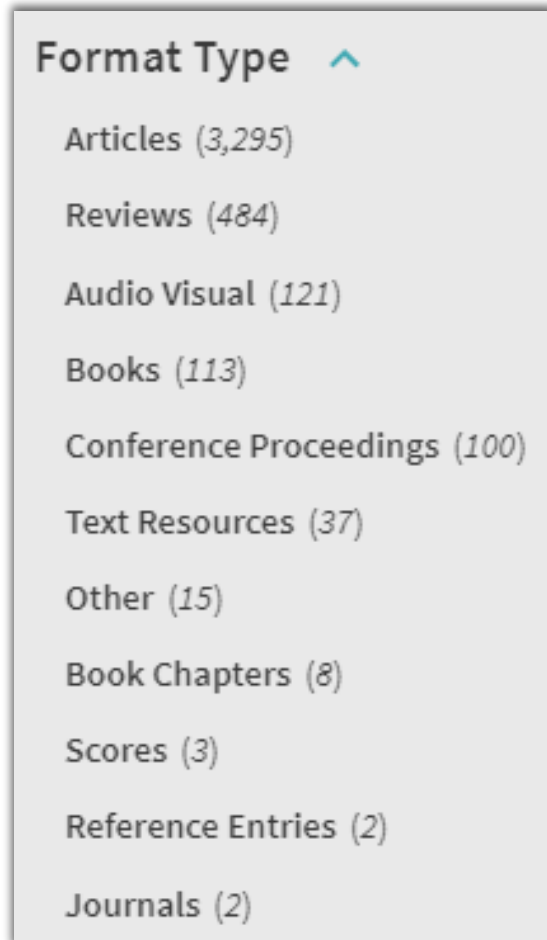 Format Type
Articles (3,295)
Reviews (484)
Audio Visual (121)
Books (113)
Conference Proceedings (100)
Text Resources (37)
Other (15)
Book Chapters (8)
Scores (3)
Reference Entries (2)
Journals (2)